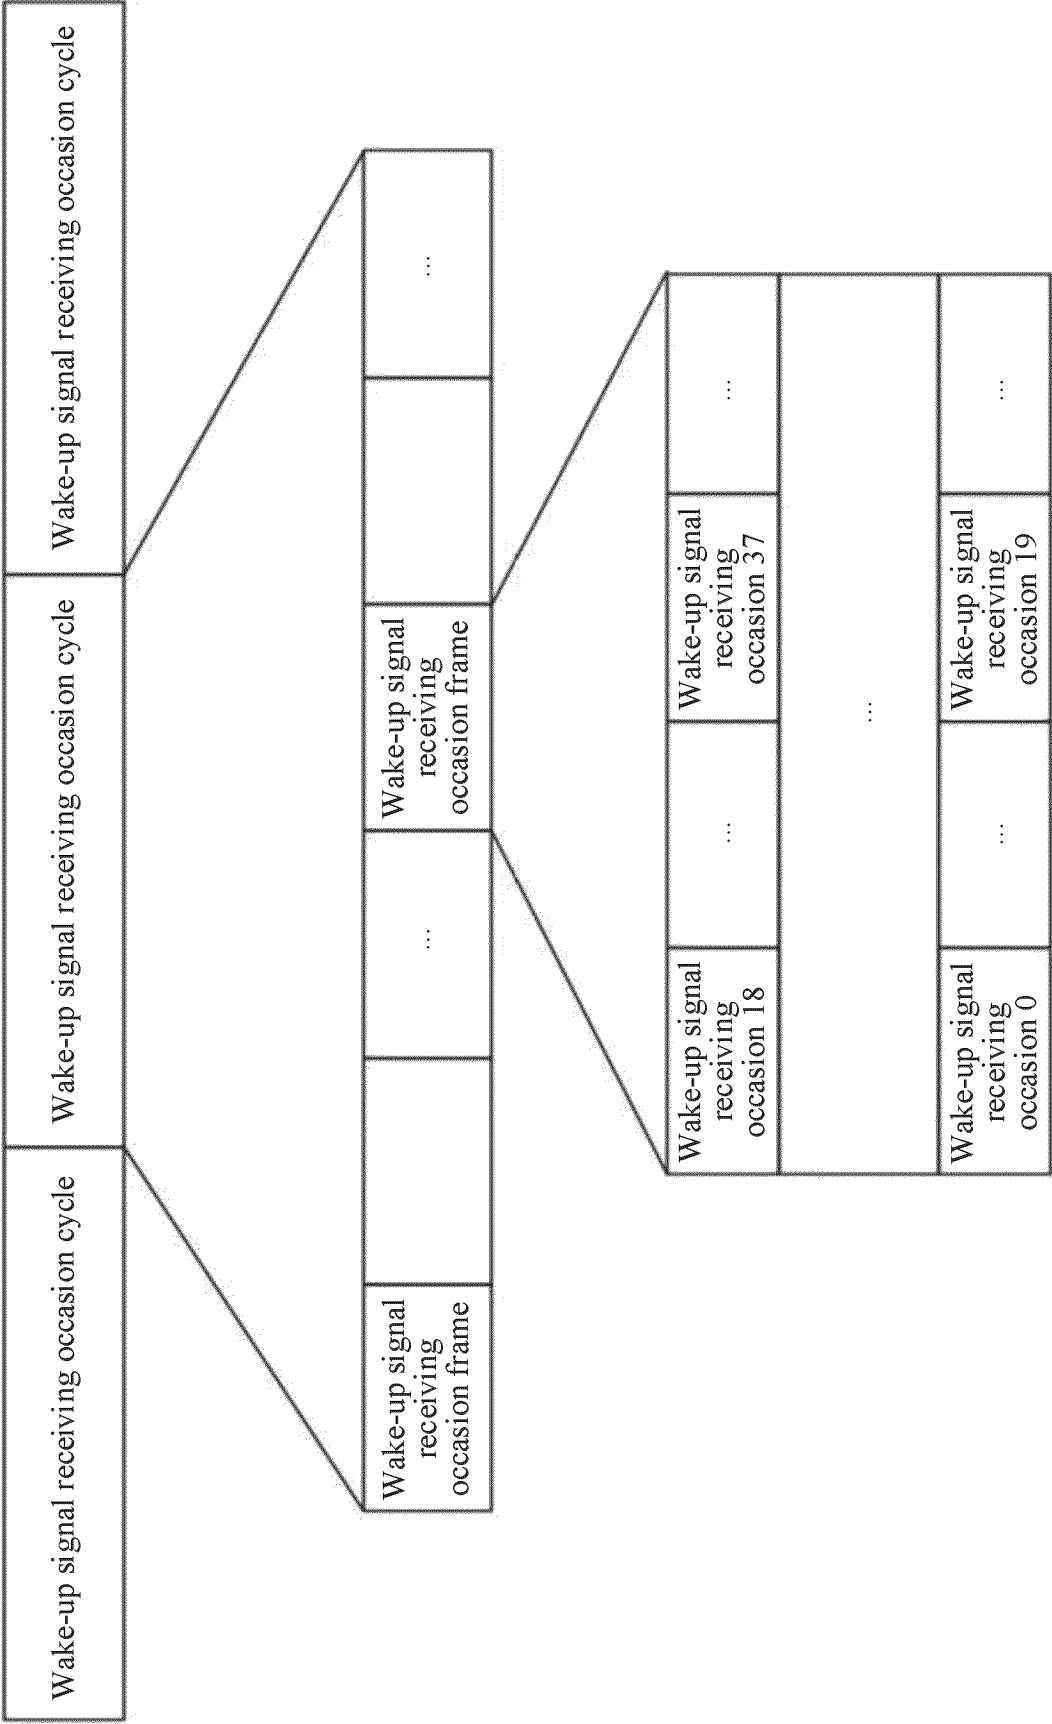 Wake-up signal receiving occasion cycle
Wake-up signal receiving occasion cycle
Wake-up signal receiving occasion cycle
Wake-up signal
receiving
occasion frame
...
Wake-up signal
receiving
occasion frame
...
Wake-up signal
receiving
occasion 18
...
Wake-up signal
receiving
occasion 37
...
...
Wake-up signal
receiving
occasion 0
...
Wake-up signal
receiving
occasion 19
...